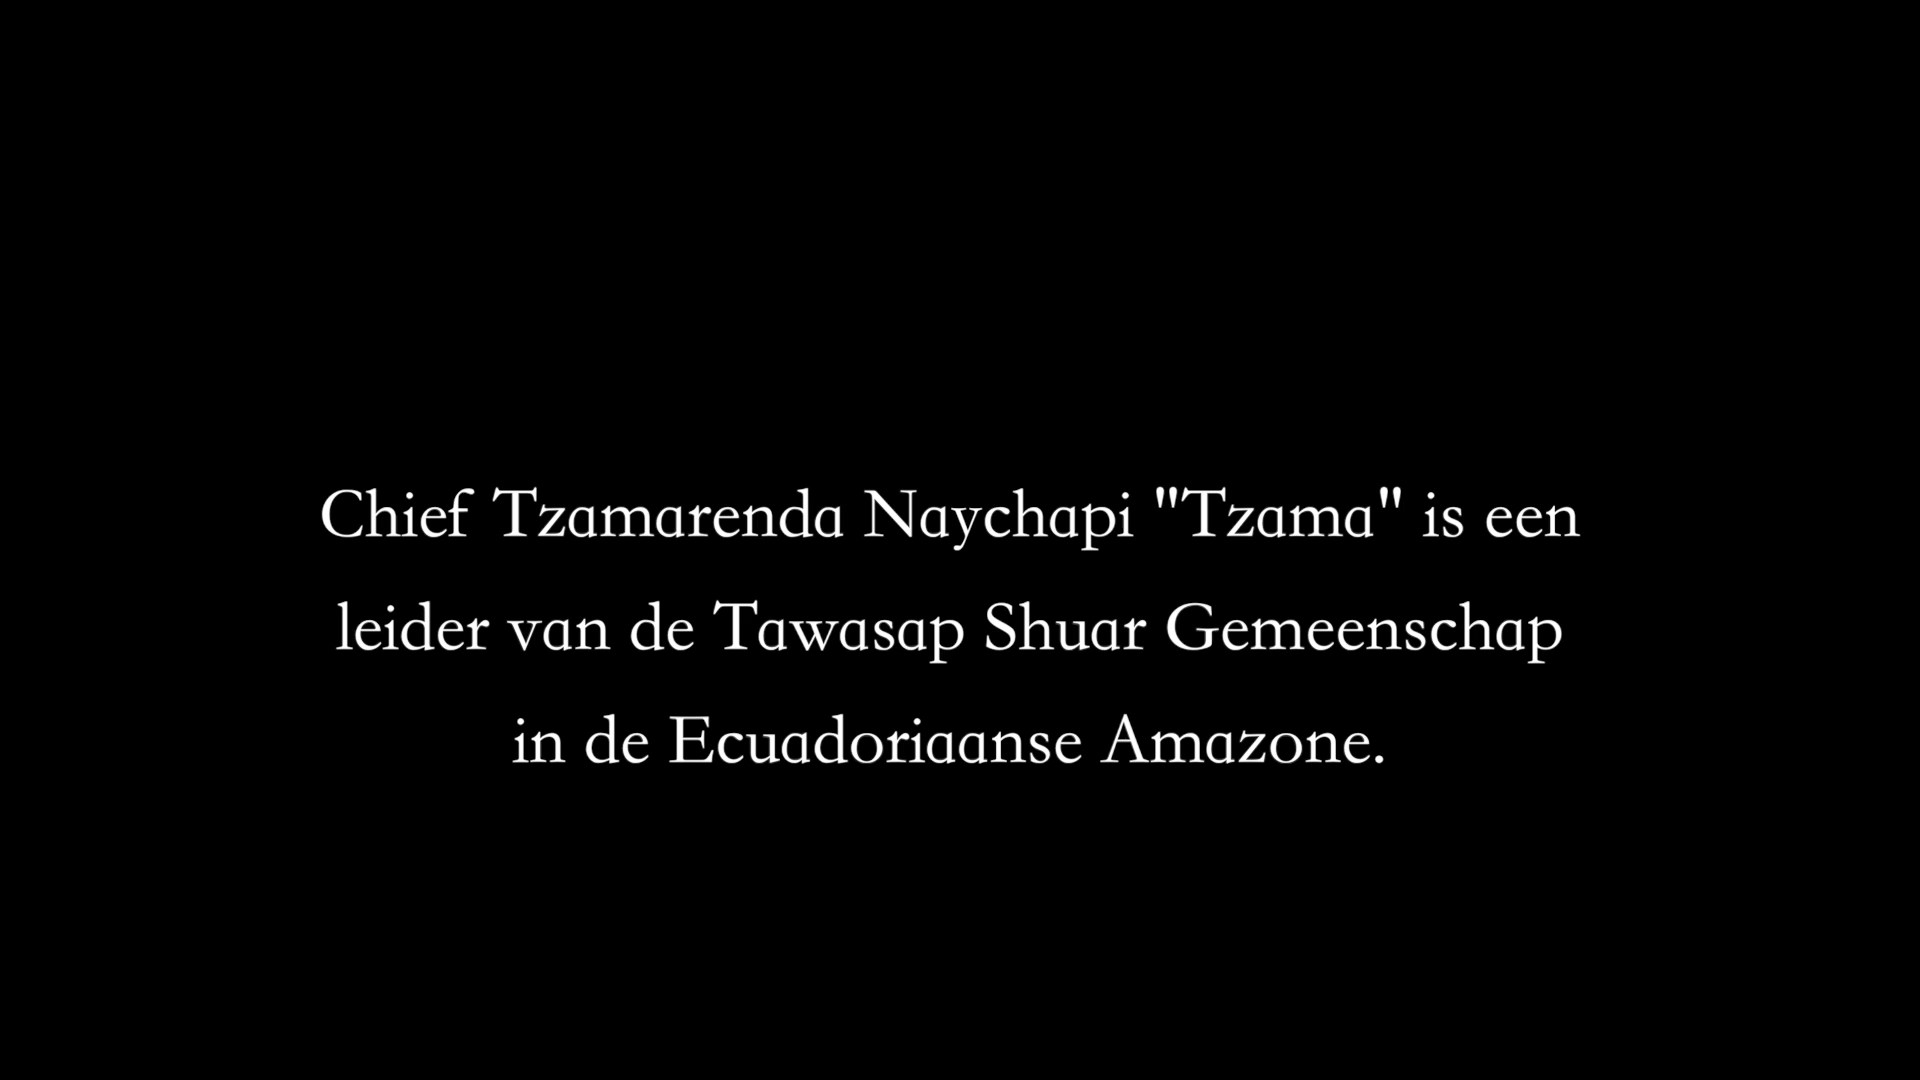 Chief Tzamarenda Naychapi "Tzama" is een
leider van de Tawasap Shuar Gemeenschap
in de Ecuadoriaanse Amazone.